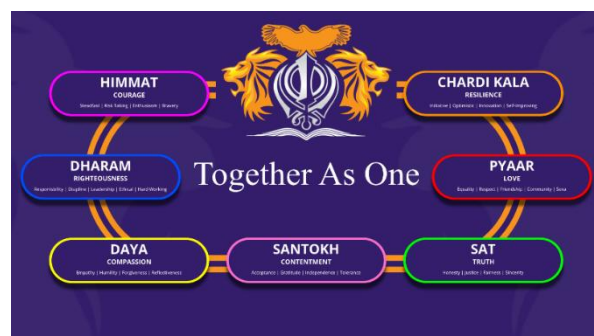 HIMMAT
COURAGE
Steadfast | Risk Taking | Enthusiasm | Bravery
CHARDI KALA
RESILIENCE
Initiative | Optimistic | Innovation | Self-Improving
DHARAM
RIGHTEOUSNESS
Responsibility | Discipline | Leadership | Ethical | Hard Working
Together As One
PYAAR
LOVE
Equality | Respect | Friendship | Community | Seva
DAYA
COMPASSION
Empathy | Humility | Forgiveness | Reflectiveness
SANTOKH
CONTENTMENT
Acceptance | Gratitude | Independence | Tolerance
SAT
TRUTH
Honesty | Justice | Fairness | Sincerity